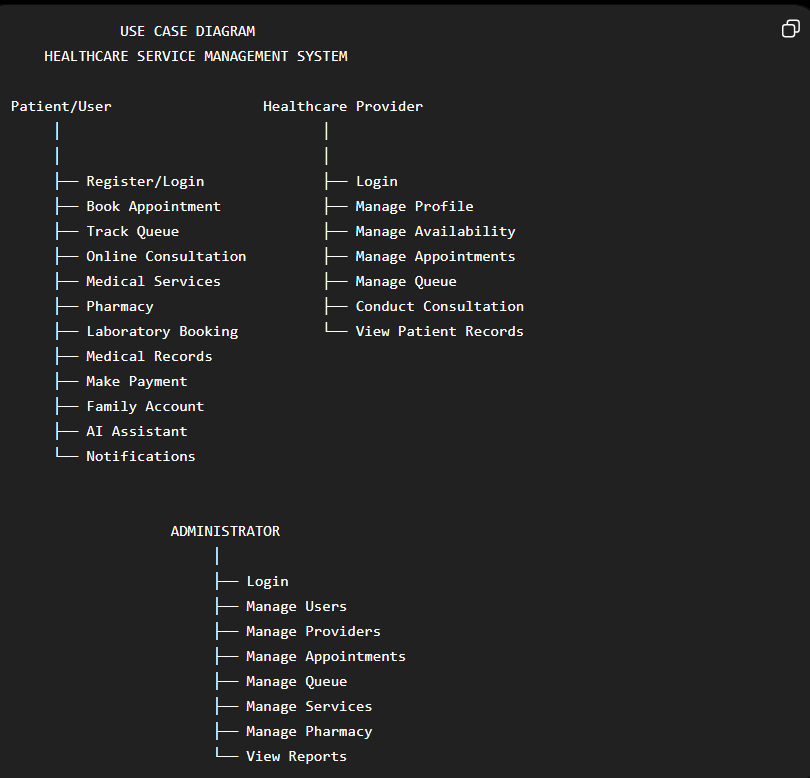 USE CASE DIAGRAM
HEALTHCARE SERVICE MANAGEMENT SYSTEM
Patient/User
Register/Login
Book Appointment
Track Queue
Online Consultation
Medical Services
Pharmacy
Laboratory Booking
Medical Records
Make Payment
Family Account
AI Assistant
Notifications
Healthcare Provider
Login
Manage Profile
Manage Availability
Manage Appointments
Manage Queue
Conduct Consultation
View Patient Records
ADMINISTRATOR
Login
Manage Users
Manage Providers
Manage Appointments
Manage Queue
Manage Services
Manage Pharmacy
View Reports